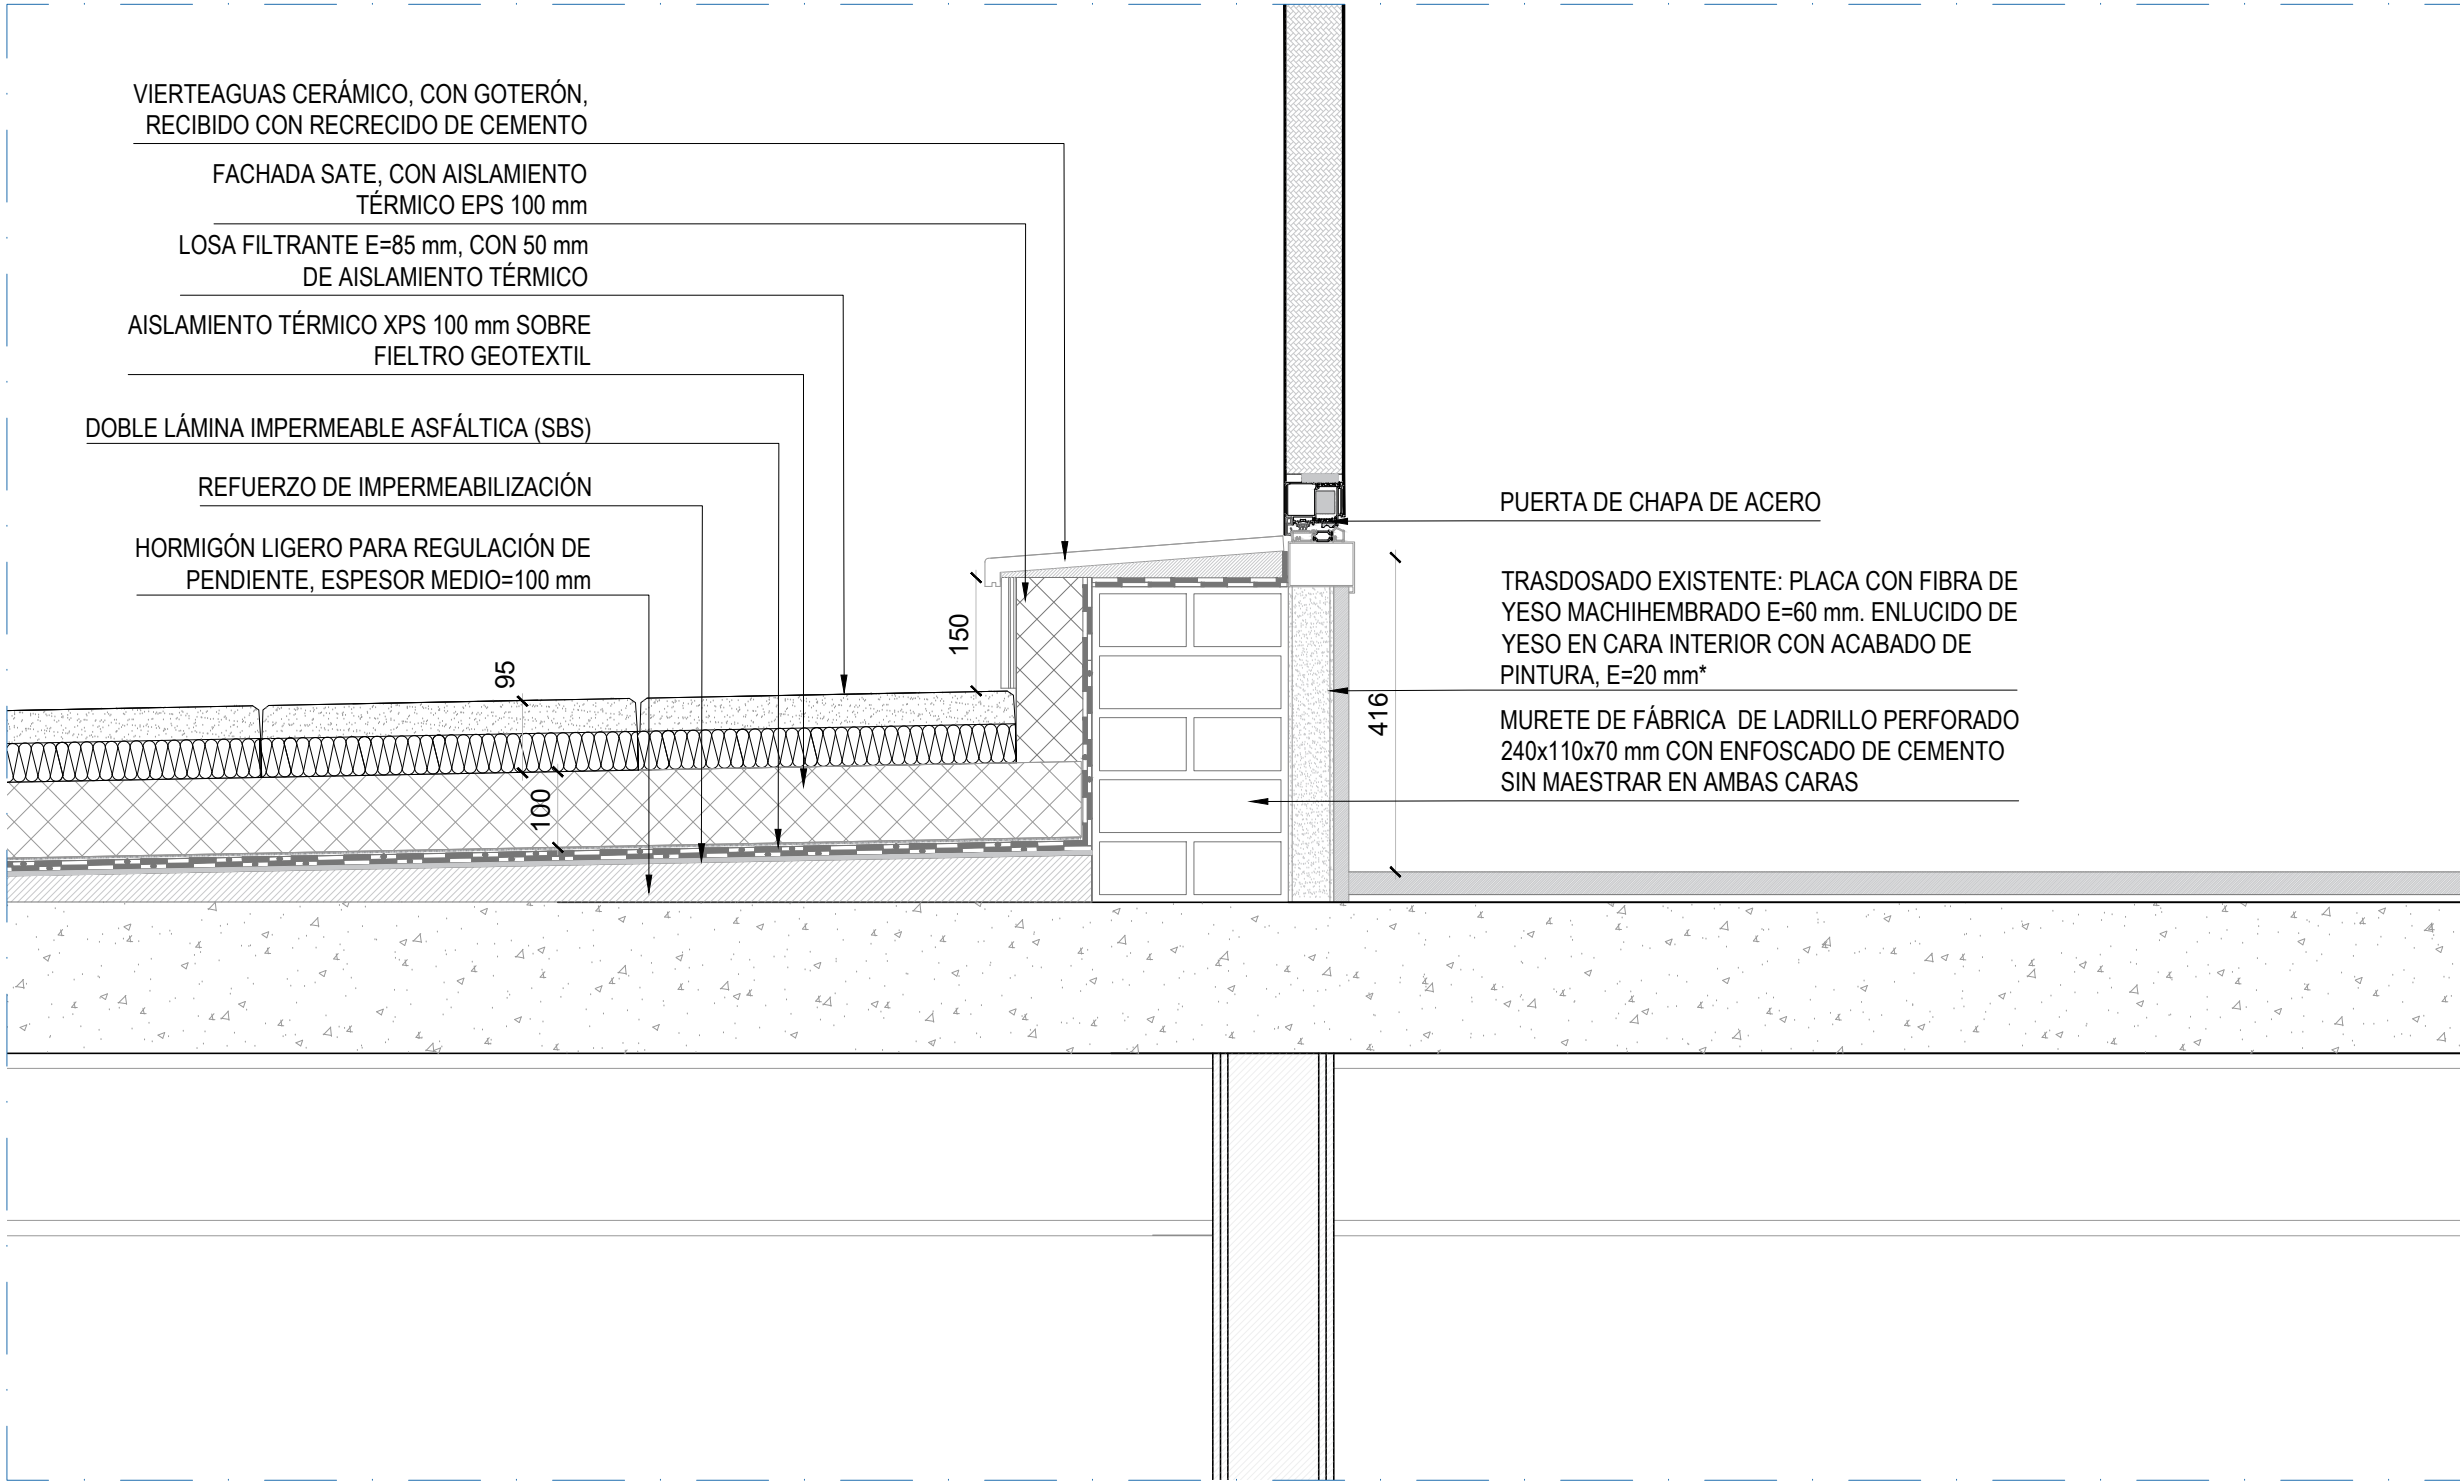 VIERTEAGUAS CERÁMICO, CON GOTERÓN,
RECIBIDO CON RECRECIDO DE CEMENTO
FACHADA SATE, CON AISLAMIENTO
TÉRMICO EPS 100 mm
LOSA FILTRANTE E=85 mm, CON 50 mm
DE AISLAMIENTO TÉRMICO
AISLAMIENTO TÉRMICO XPS 100 mm SOBRE
FIELTRO GEOTEXTIL
DOBLE LÁMINA IMPERMEABLE ASFÁLTICA (SBS)
REFUERZO DE IMPERMEABILIZACIÓN
HORMIGÓN LIGERO PARA REGULACIÓN DE
PENDIENTE, ESPESOR MEDIO=100 mm
95
100
150
416
PUERTA DE CHAPA DE ACERO
TRASDOSADO EXISTENTE: PLACA CON FIBRA DE
YESO MACHIHEMBRADO E=60 mm. ENLUCIDO DE
YESO EN CARA INTERIOR CON ACABADO DE
PINTURA, E=20 mm*
MURETE DE FÁBRICA DE LADRILLO PERFORADO
240x110x70 mm CON ENFOSCADO DE CEMENTO
SIN MAESTRAR EN AMBAS CARAS